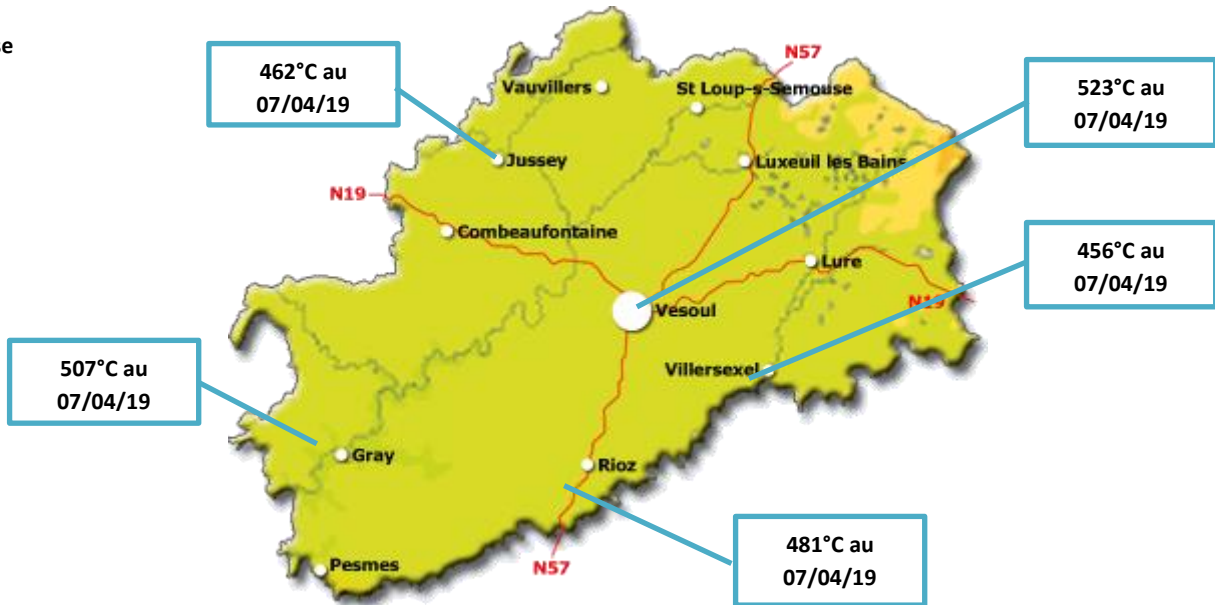 se
462°C au
07/04/19
N57
Vauvillers
St Loup-s-Semouse
523°C au
07/04/19
Jussey
Luxeuil les Bains
N19
Combeaufontaine
456°C au
07/04/19
Lure
N19
Vesoul
Villersexel
507°C au
07/04/19
Gray
Rioz
481°C au
07/04/19
Pesmes
N57